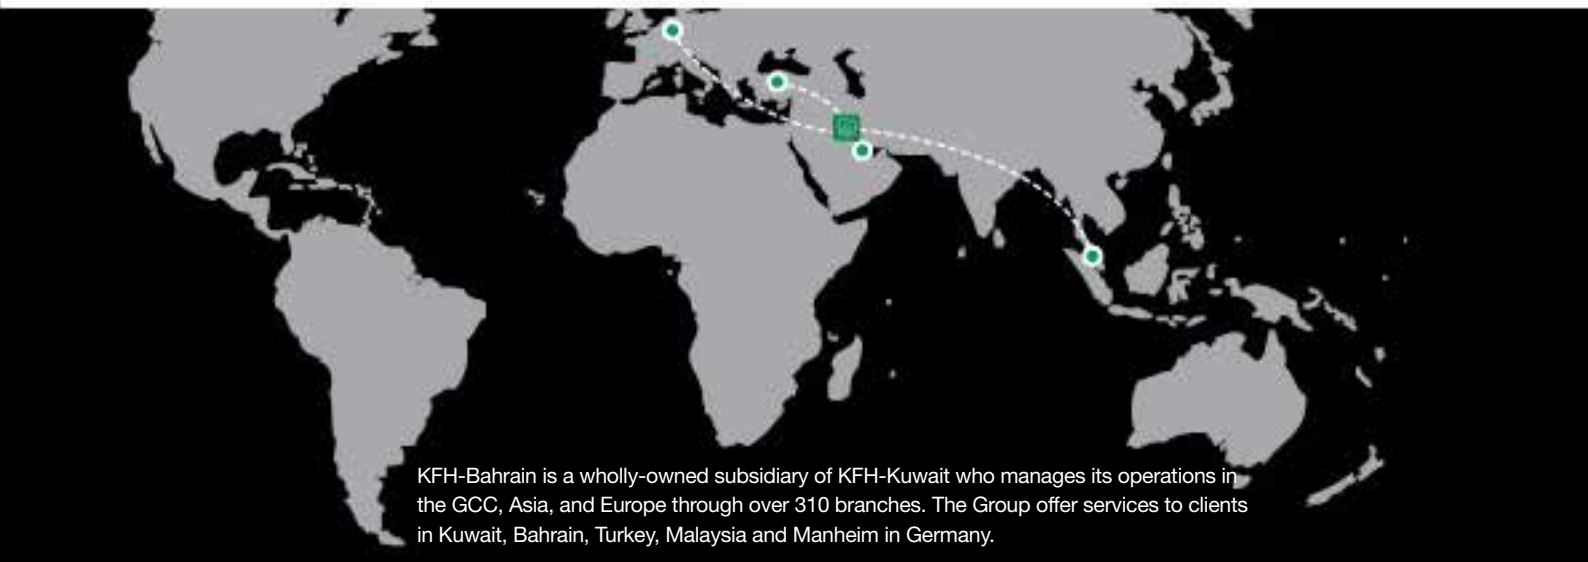 KFH-Bahrain is a wholly-owned subsidiary of KFH-Kuwait who manages its operations in
the GCC, Asia, and Europe through over 310 branches. The Group offer services to clients
in Kuwait, Bahrain, Turkey, Malaysia and Manheim in Germany.